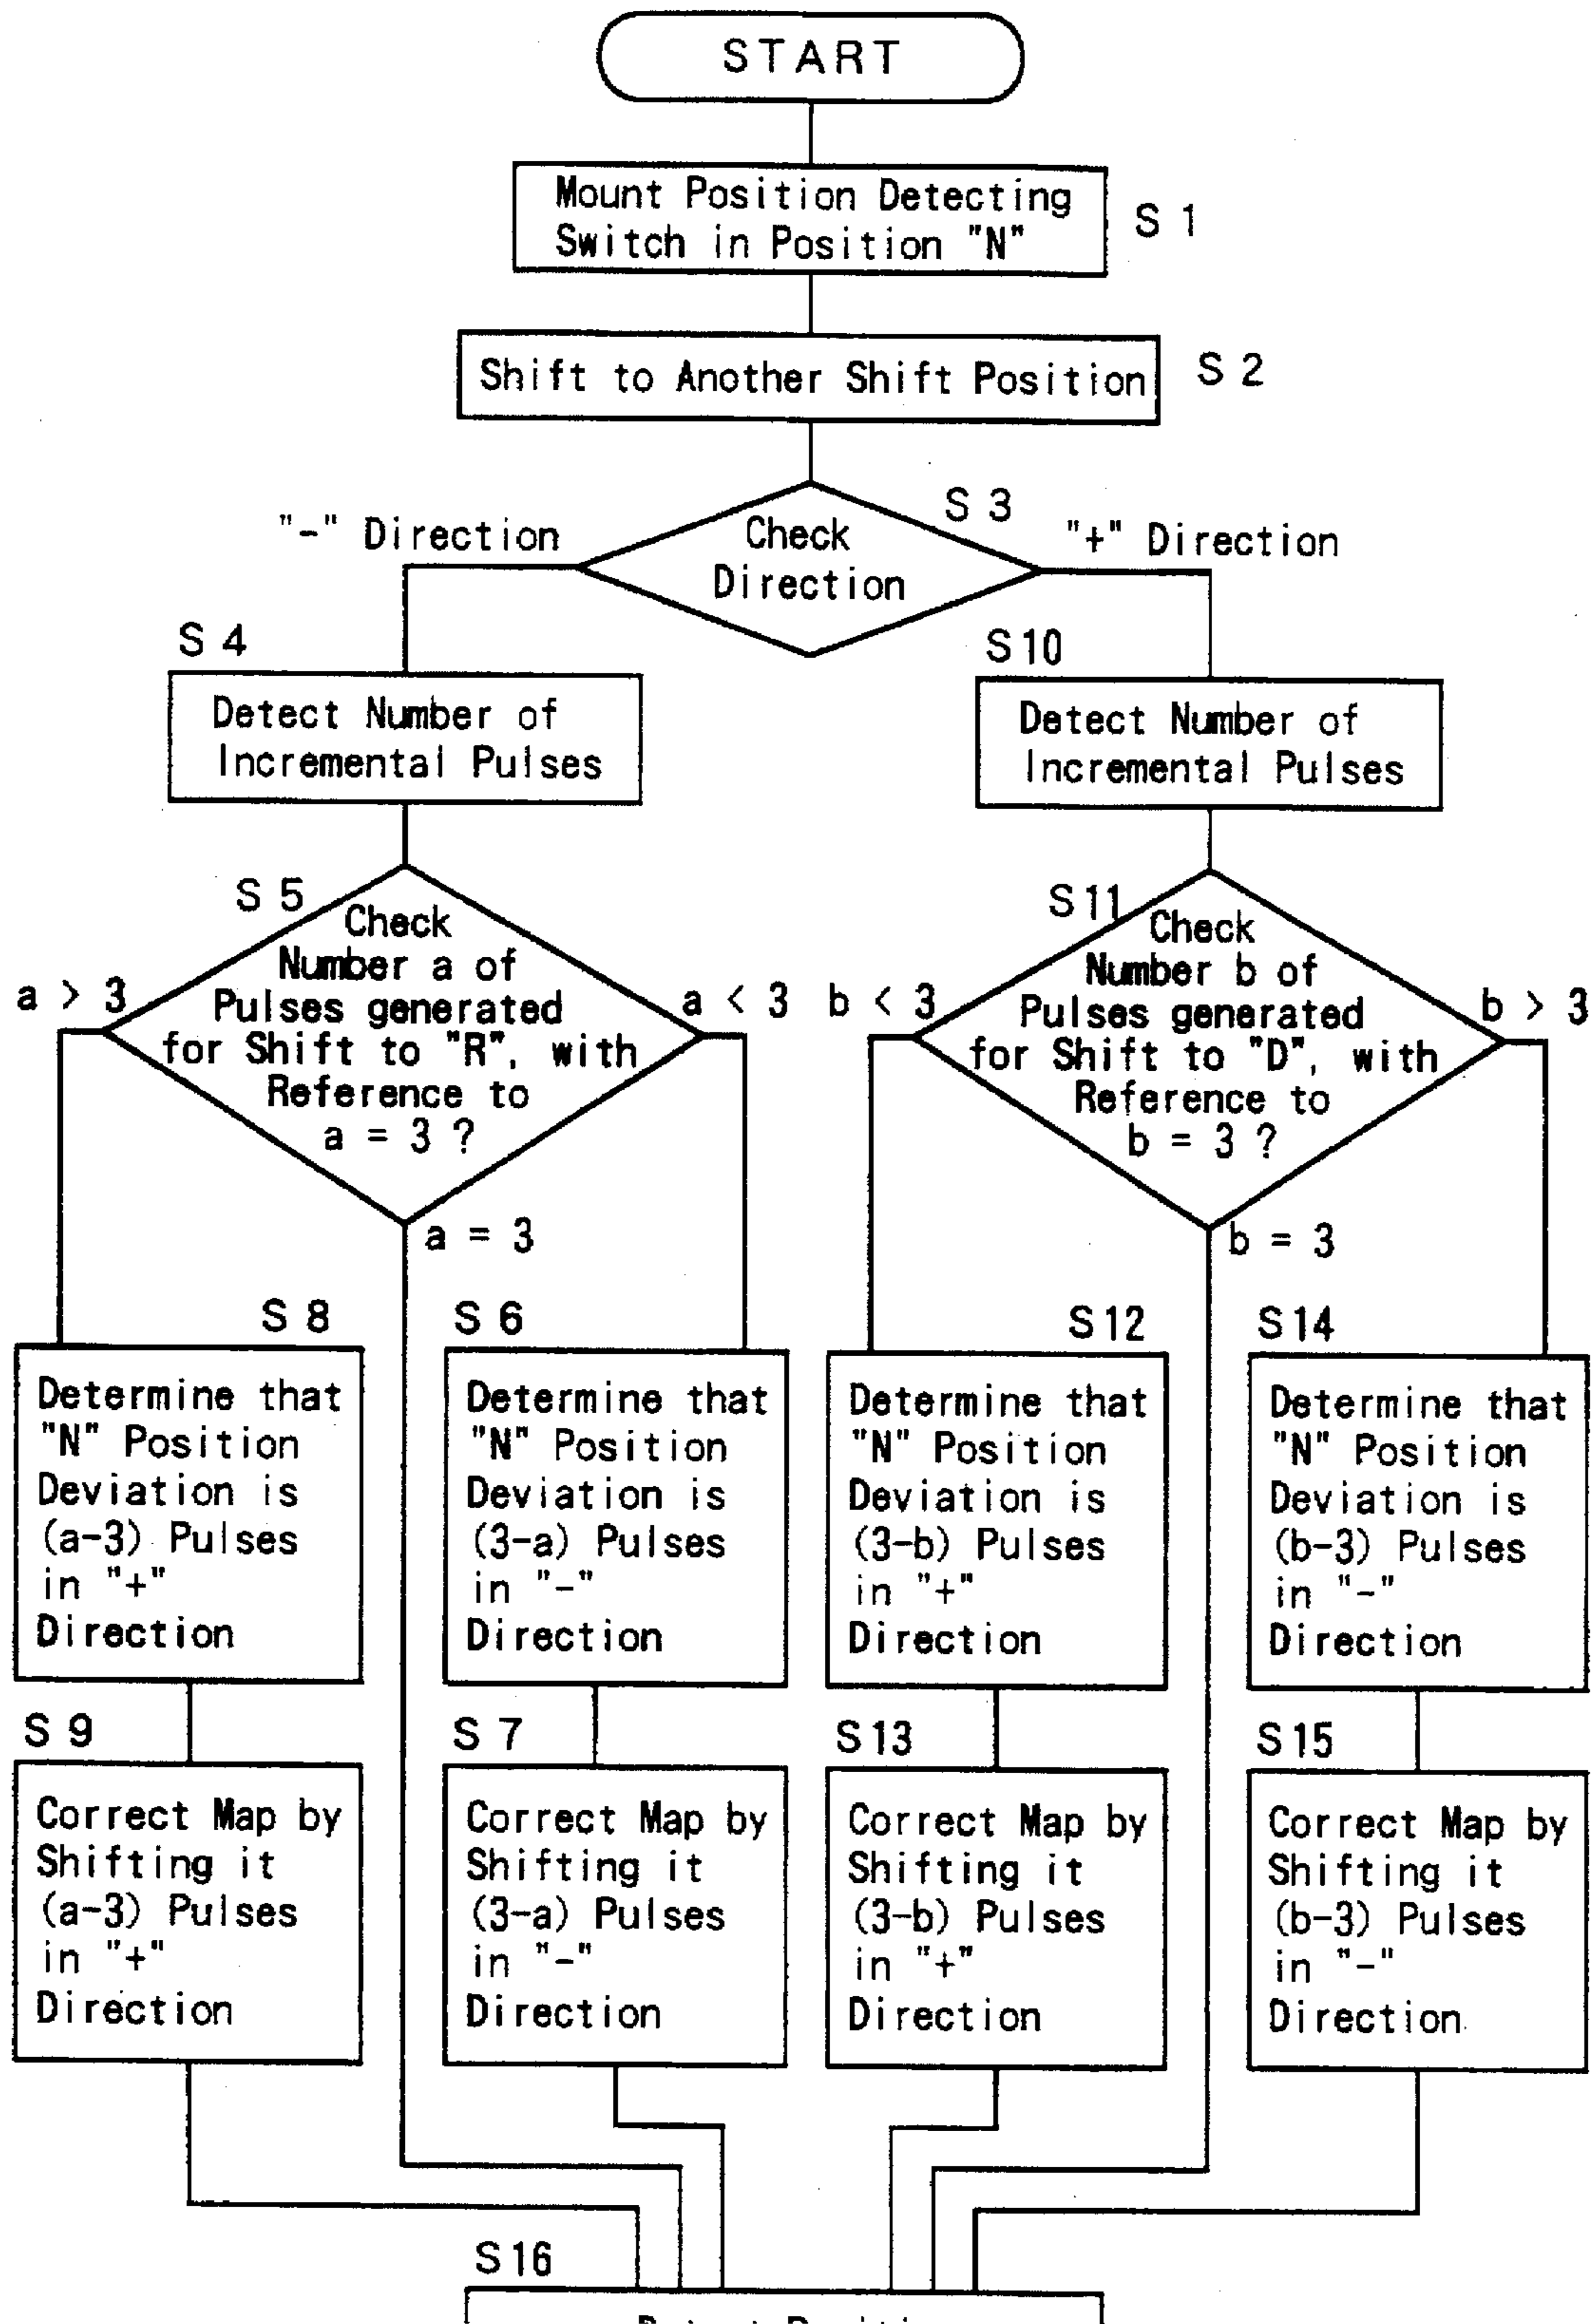 START
Mount Position Detecting
Switch in Position "N"
S 1
Shift to Another Shift Position
S 2
S 3
"-" Direction
Check
Direction
"+" Direction
S 4
Detect Number of
Incremental Pulses
S 10
Detect Number of
Incremental Pulses
S 5
Check
Number a of
Pulses generated
for Shift to "R", with
Reference to
a = 3 ?
a > 3
a < 3
a = 3
S 11
Check
Number b of
Pulses generated
for Shift to "D", with
Reference to
b = 3 ?
b < 3
b > 3
b = 3
S 8
Determine that
"N" Position
Deviation is
(a-3) Pulses
in "+"
Direction
S 6
Determine that
"N" Position
Deviation is
(3-a) Pulses
in "-"
Direction
S 12
Determine that
"N" Position
Deviation is
(3-b) Pulses
in "+"
Direction
S 14
Determine that
"N" Position
Deviation is
(b-3) Pulses
in "-"
Direction
S 9
Correct Map by
Shifting it
(a-3) Pulses
in "+"
Direction
S 7
Correct Map by
Shifting it
(3-a) Pulses
in "-"
Direction
S 13
Correct Map by
Shifting it
(3-b) Pulses
in "+"
Direction
S 15
Correct Map by
Shifting it
(b-3) Pulses
in "-"
Direction
S 16